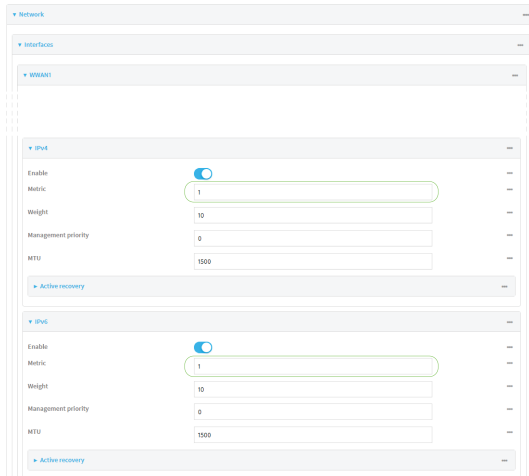 Network
Interfaces
WWAN1
IPv4
Enable
Metric 1
Weight 10
Management priority 0
MTU 1500
Active recovery
IPv6
Enable
Metric 1
Weight 10
Management priority 0
MTU 1500
Active recovery